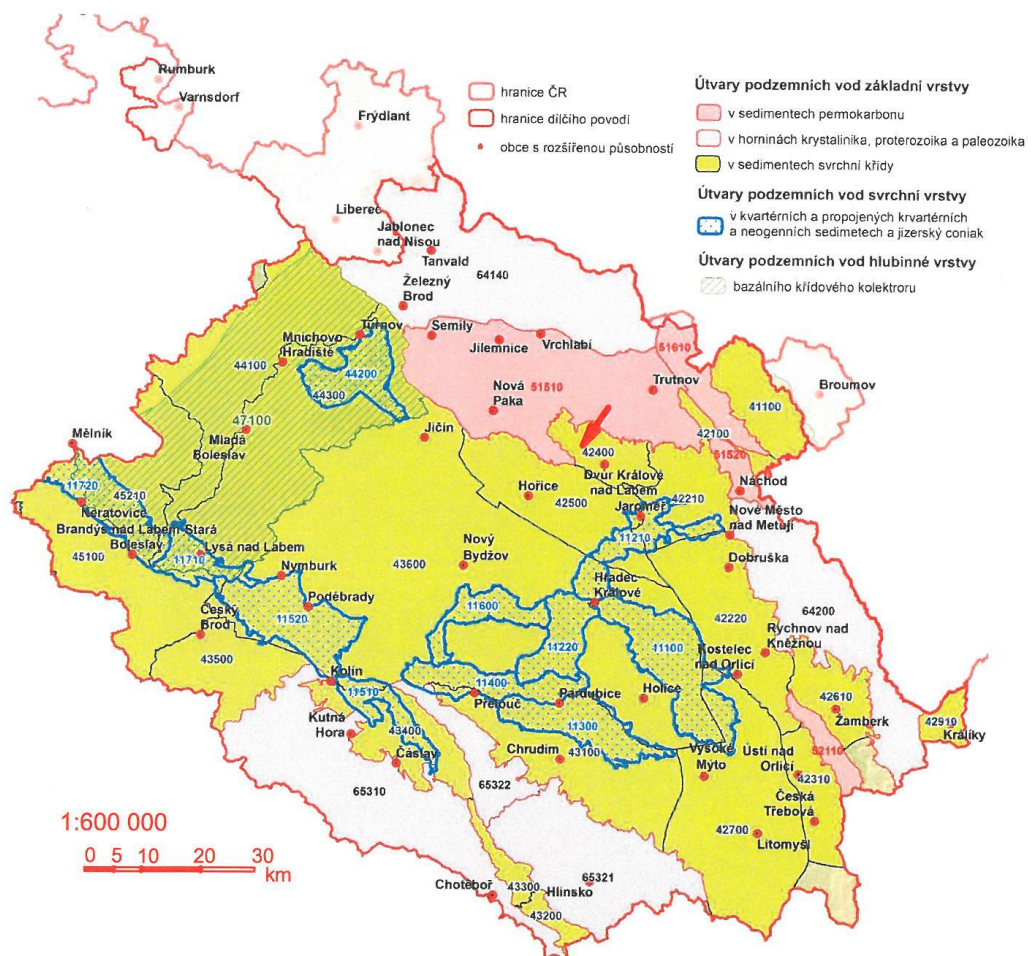 Rumburk
Varnsdorf
Frýdlant
Liberec
Jablonec
nad Nisou
Tanvald
Železný
Brod
64140
hranice ČR
hranice dílčího povodí
obce s rozšířenou působností
Útvary podzemních vod základní vrstvy
v sedimentech permokarbonu
v horninách krystalinika, proterozoika a paleozoika
v sedimentech svrchní křídy
Útvary podzemních vod svrchní vrstvy
v kvartérních a propojených krvartérních
a neogenních sedimetech a jizerský coniak
Útvary podzemních vod hlubinné vrstvy
bazálního křídového kolektroru
Turnov
Mnichovo
Hradiště
44100
44200
44300
Semily
Jilemnice
Vrchlabí
51610
51510
Nová
Paka
Trutnov
Broumov
41100
42100
51520
47100
Mladá
Boleslav
Jičín
42400
Dvůr Králové
nad Labem
Náchod
Mělník
11720
45210
Neratovice
Brandýs nad Labem-Stará
Boleslav
45100
11710
Lysá nad Labem
Hořice
42500
Jaroměř
42210
Nové Město
nad Metují
11210
Dobruška
Nymburk
43600
Nový
Bydžov
Hradec
Králové
Poděbrady
11520
Český
Brod
43500
11600
11220
41100
42220
64200
Rychnov nad
Kněžnou
Kostelec
nad Orlicí
Kolín
11510
11400
Přelouč
Pardubice
Holice
11300
43100
Kutná
Hora
43400
Čáslav
Chrudim
42610
Žamberk
42910
Králíky
52110
Vysoké
Mýto
Ústí nad
Orlicí
42310
65310
65322
Česká
Třebová
42700
Litomyšl
65321
Hlinsko
Chotěboř
43300
43200
1:600 000
0 5 10 20 30
km